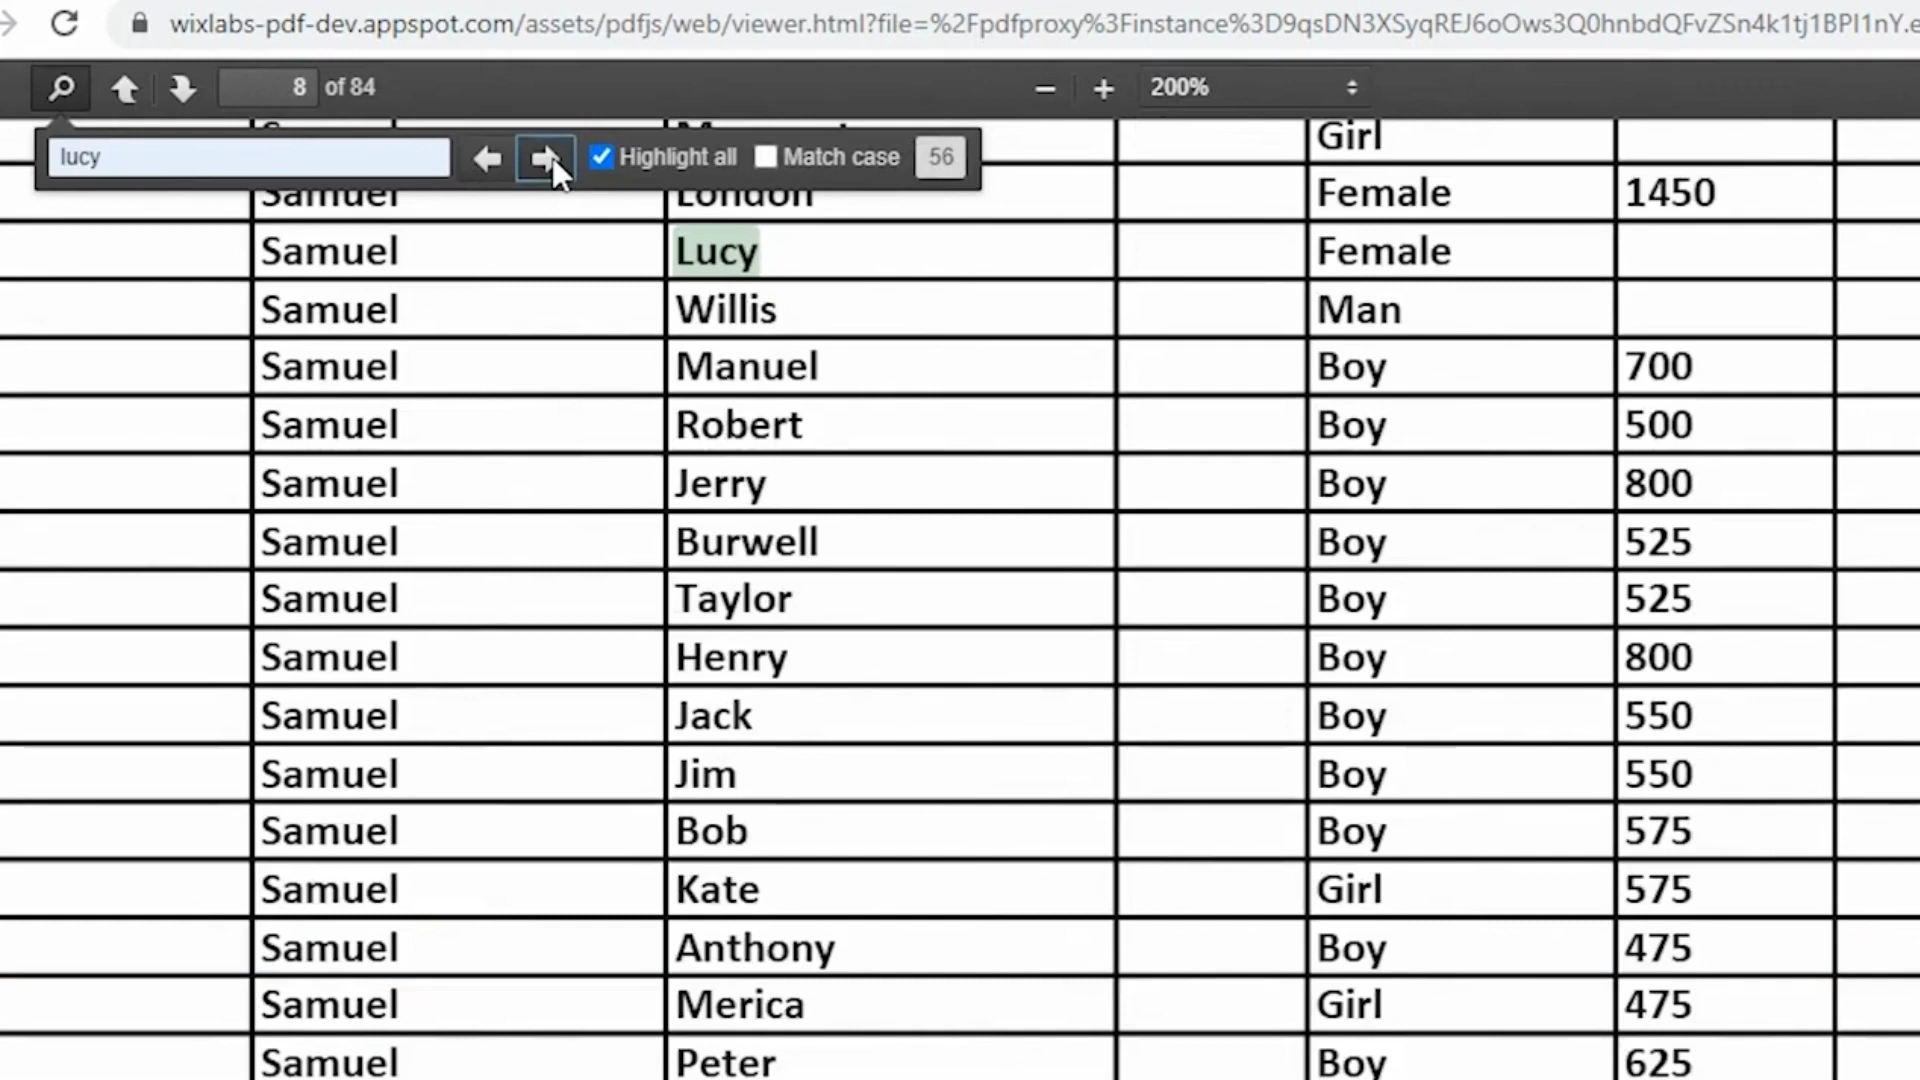 wixlabs-pdf-dev.appspot.com/assets/pdfjs/web/viewer.html?file=%2Fpdfproxy%3Finstance%3D9qsDN3XSyqREJ6oOws3Q0hnbdQFvZSn4k1tj1BPI1nY.e
8 of 84
200%
lucy
Highlight all
Match case
56
Girl
Samuel London Female 1450
Samuel Lucy Female
Samuel Willis Man
Samuel Manuel Boy 700
Samuel Robert Boy 500
Samuel Jerry Boy 800
Samuel Burwell Boy 525
Samuel Taylor Boy 525
Samuel Henry Boy 800
Samuel Jack Boy 550
Samuel Jim Boy 550
Samuel Bob Boy 575
Samuel Kate Girl 575
Samuel Anthony Boy 475
Samuel Merica Girl 475
Samuel Peter Boy 625